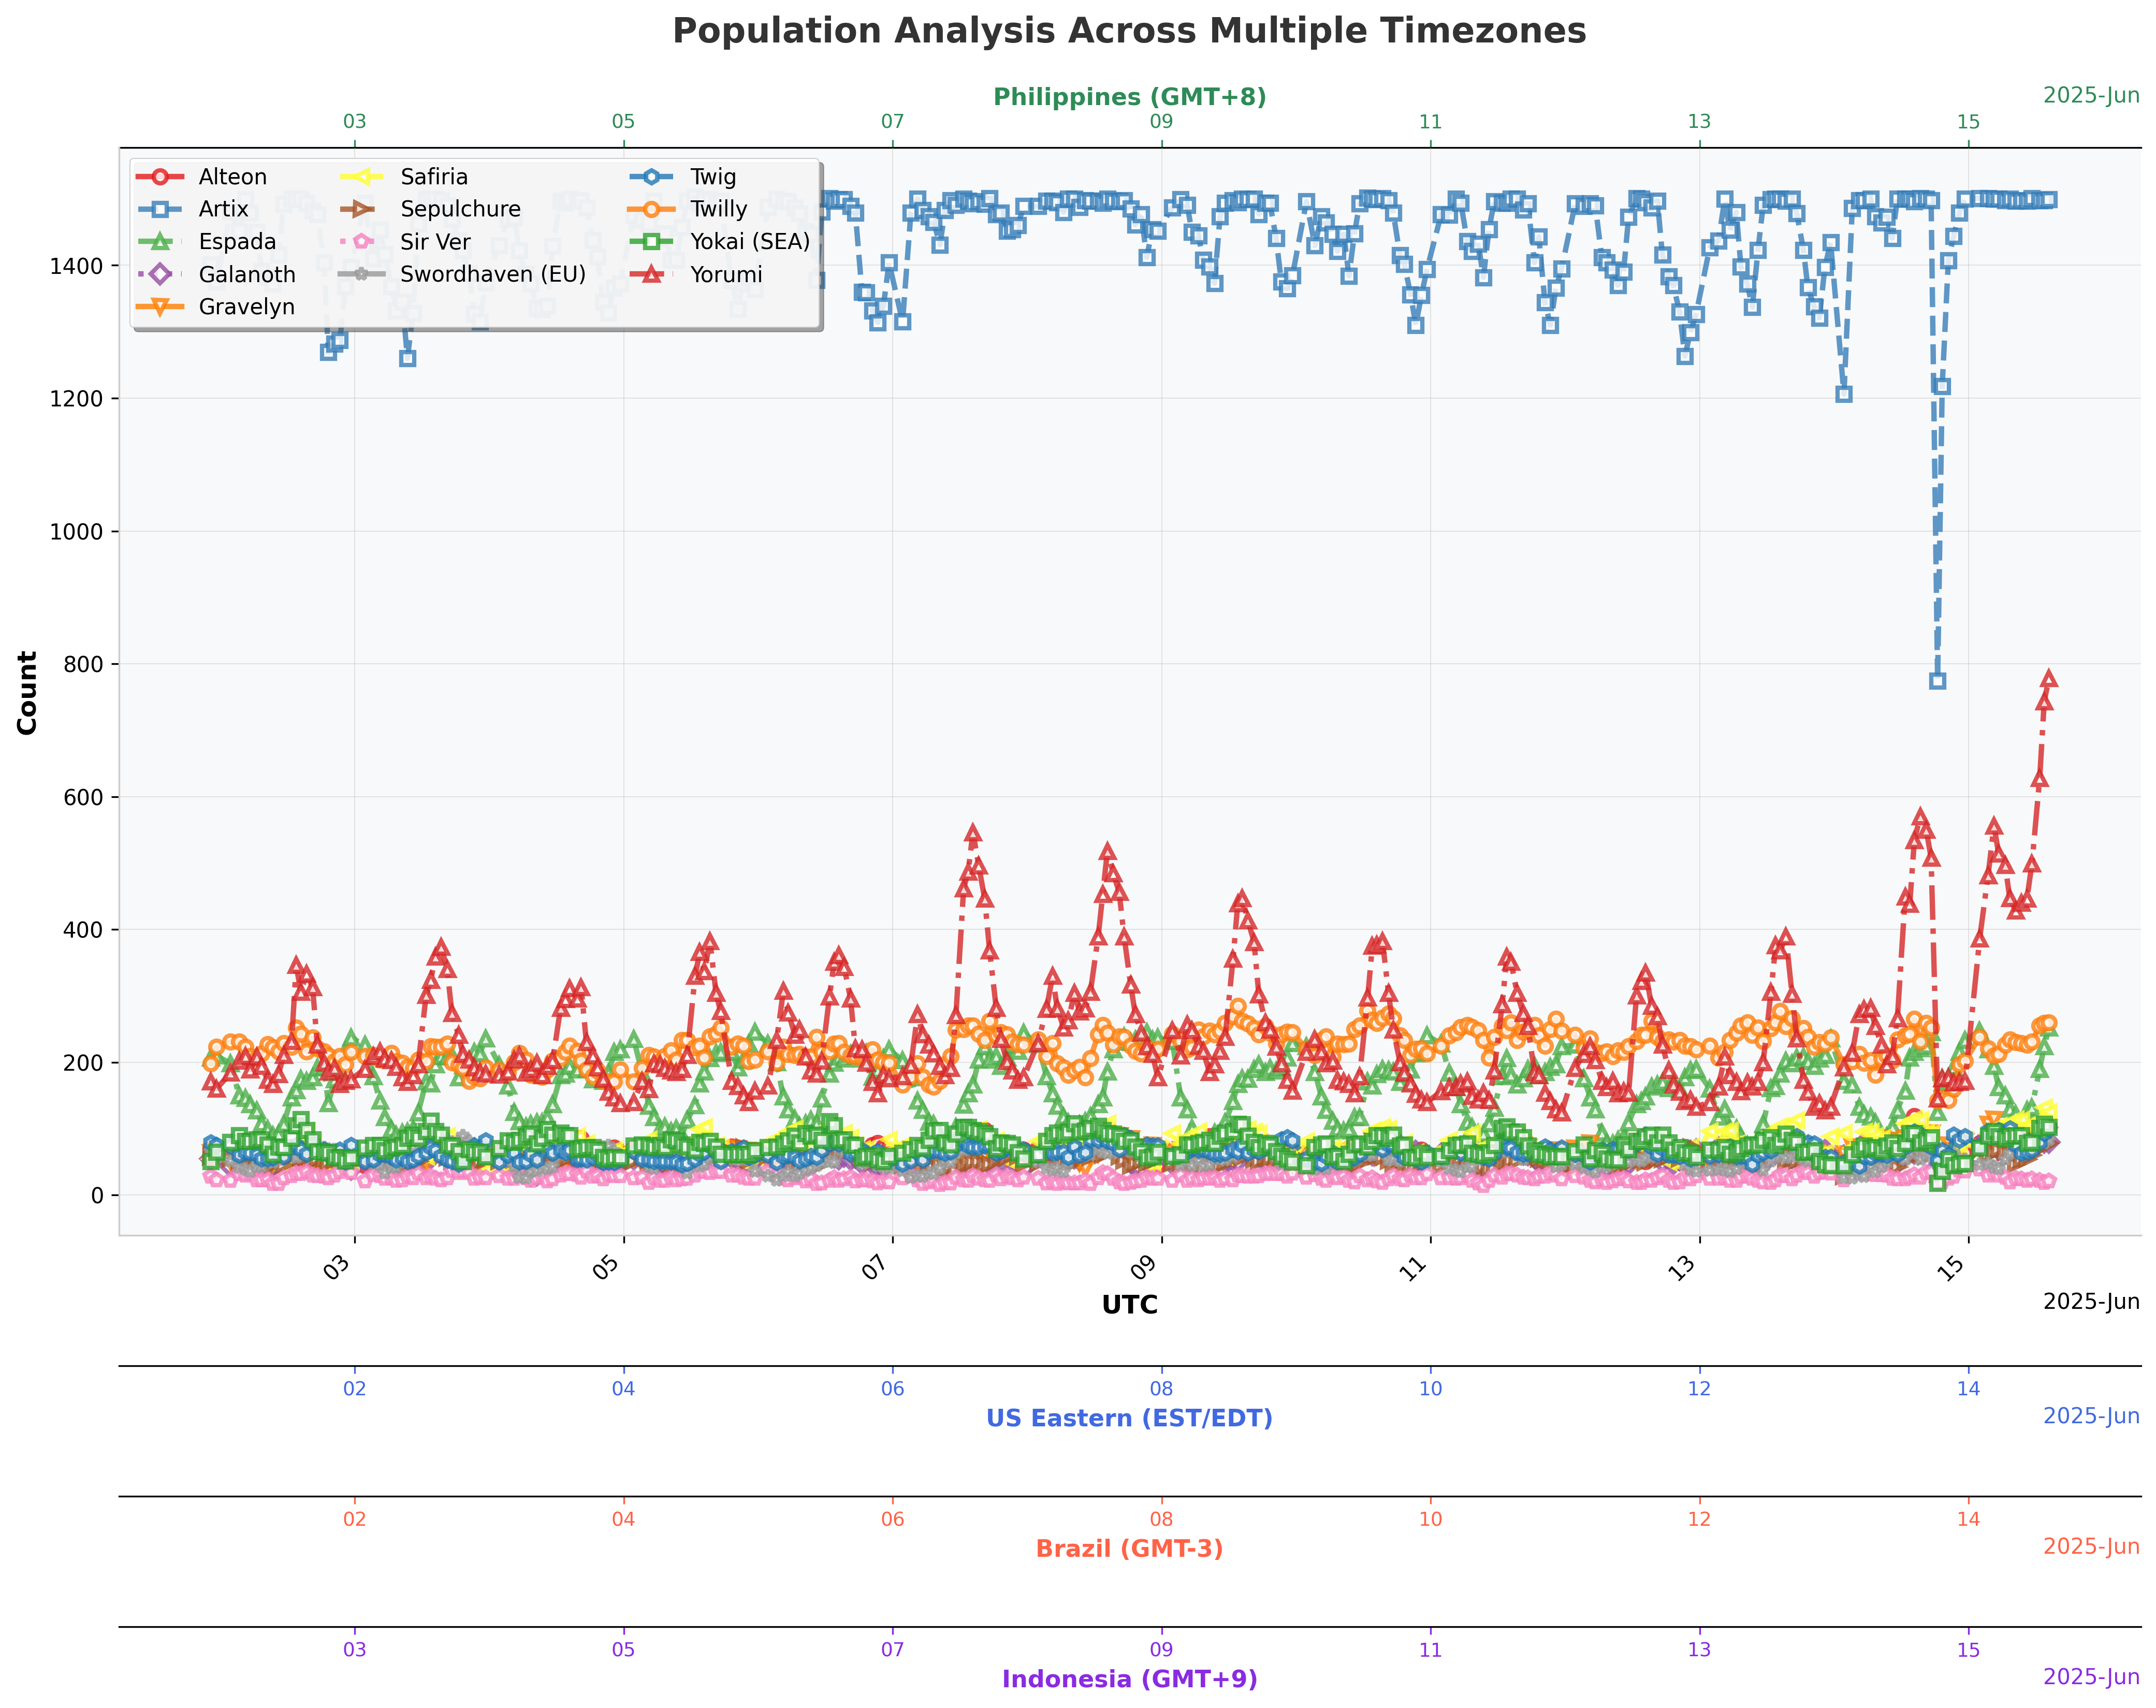 Population Analysis Across Multiple Timezones
Philippines (GMT+8)
2025-Jun
03 05 07 09 11 13 15
Alteon Safiria Twig
Artix Sepulchure Twilly
Espada Sir Ver Yokai (SEA)
Galanoth Swordhaven (EU) Yorumi
Gravelyn
Count
1400
1200
1000
800
600
400
200
0
03 05 07 09 11 13 15
UTC
2025-Jun
02 04 06 08 10 12 14
US Eastern (EST/EDT)
2025-Jun
02 04 06 08 10 12 14
Brazil (GMT-3)
2025-Jun
03 05 07 09 11 13 15
Indonesia (GMT+9)
2025-Jun